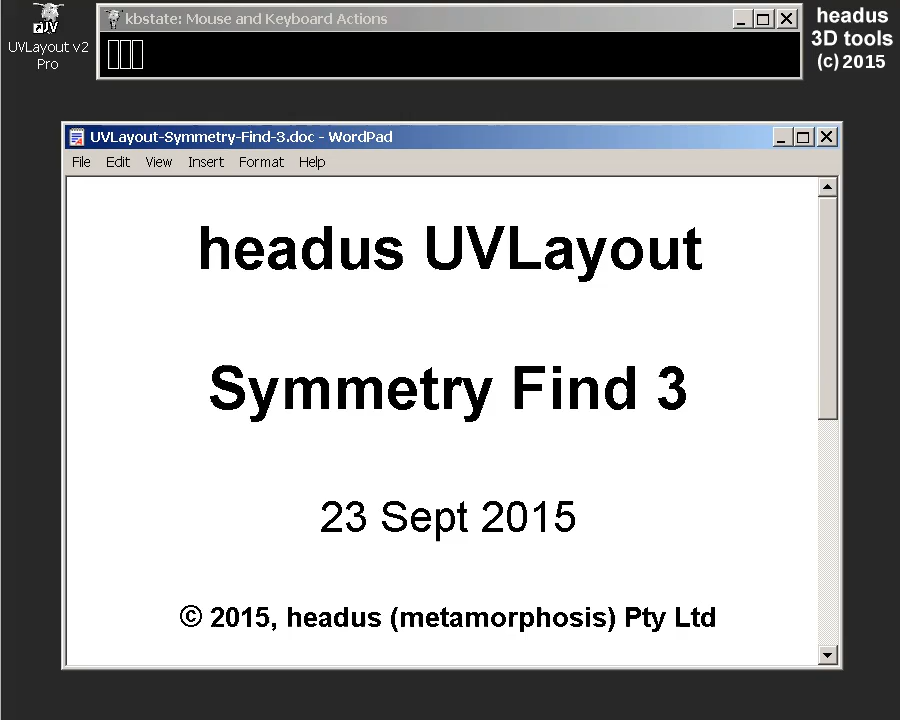 UVLayout v2
Pro
kbstate: Mouse and Keyboard Actions
headus
3D tools
(c) 2015
UVLayout-Symmetry-Find-3.doc - WordPad
File Edit View Insert Format Help
headus UVLayout
Symmetry Find 3
23 Sept 2015
© 2015, headus (metamorphosis) Pty Ltd